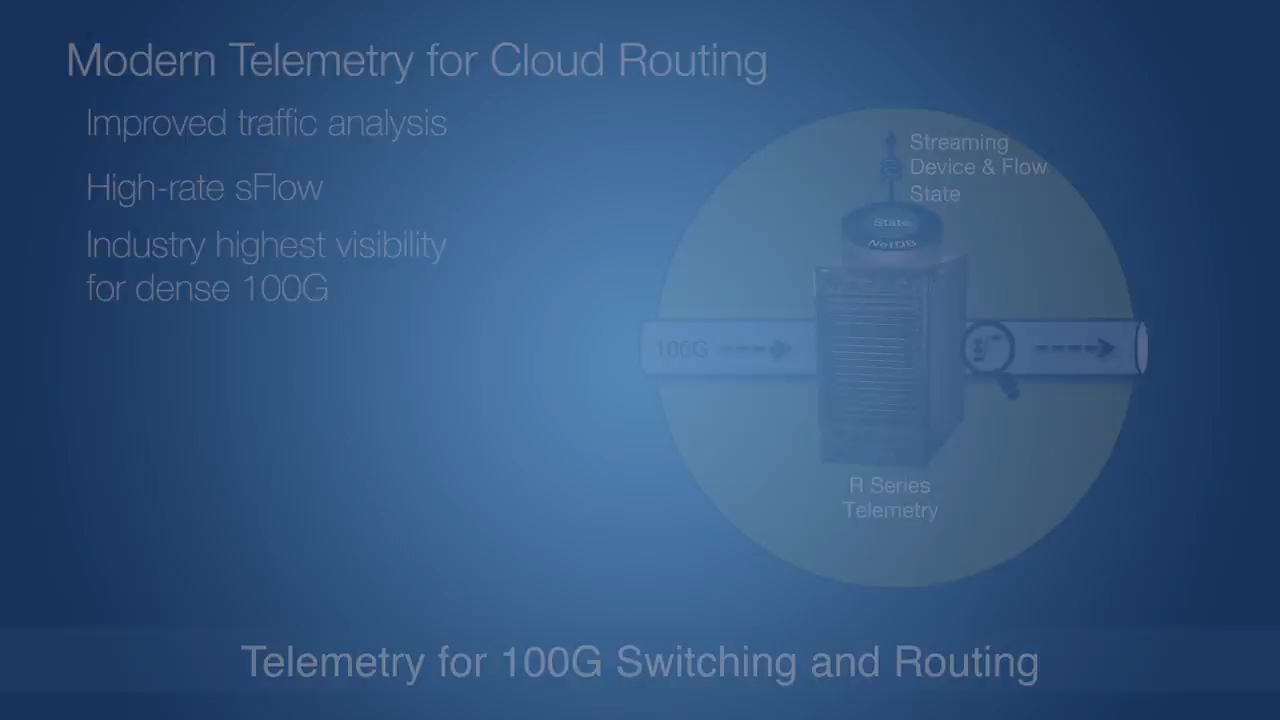 Modern Telemetry for Cloud Routing
Improved traffic analysis
High-rate sFlow
Industry highest visibility
for dense 100G
Streaming
Device & Flow
State
State
NetDB
100G
R Series
Telemetry
Telemetry for 100G Switching and Routing